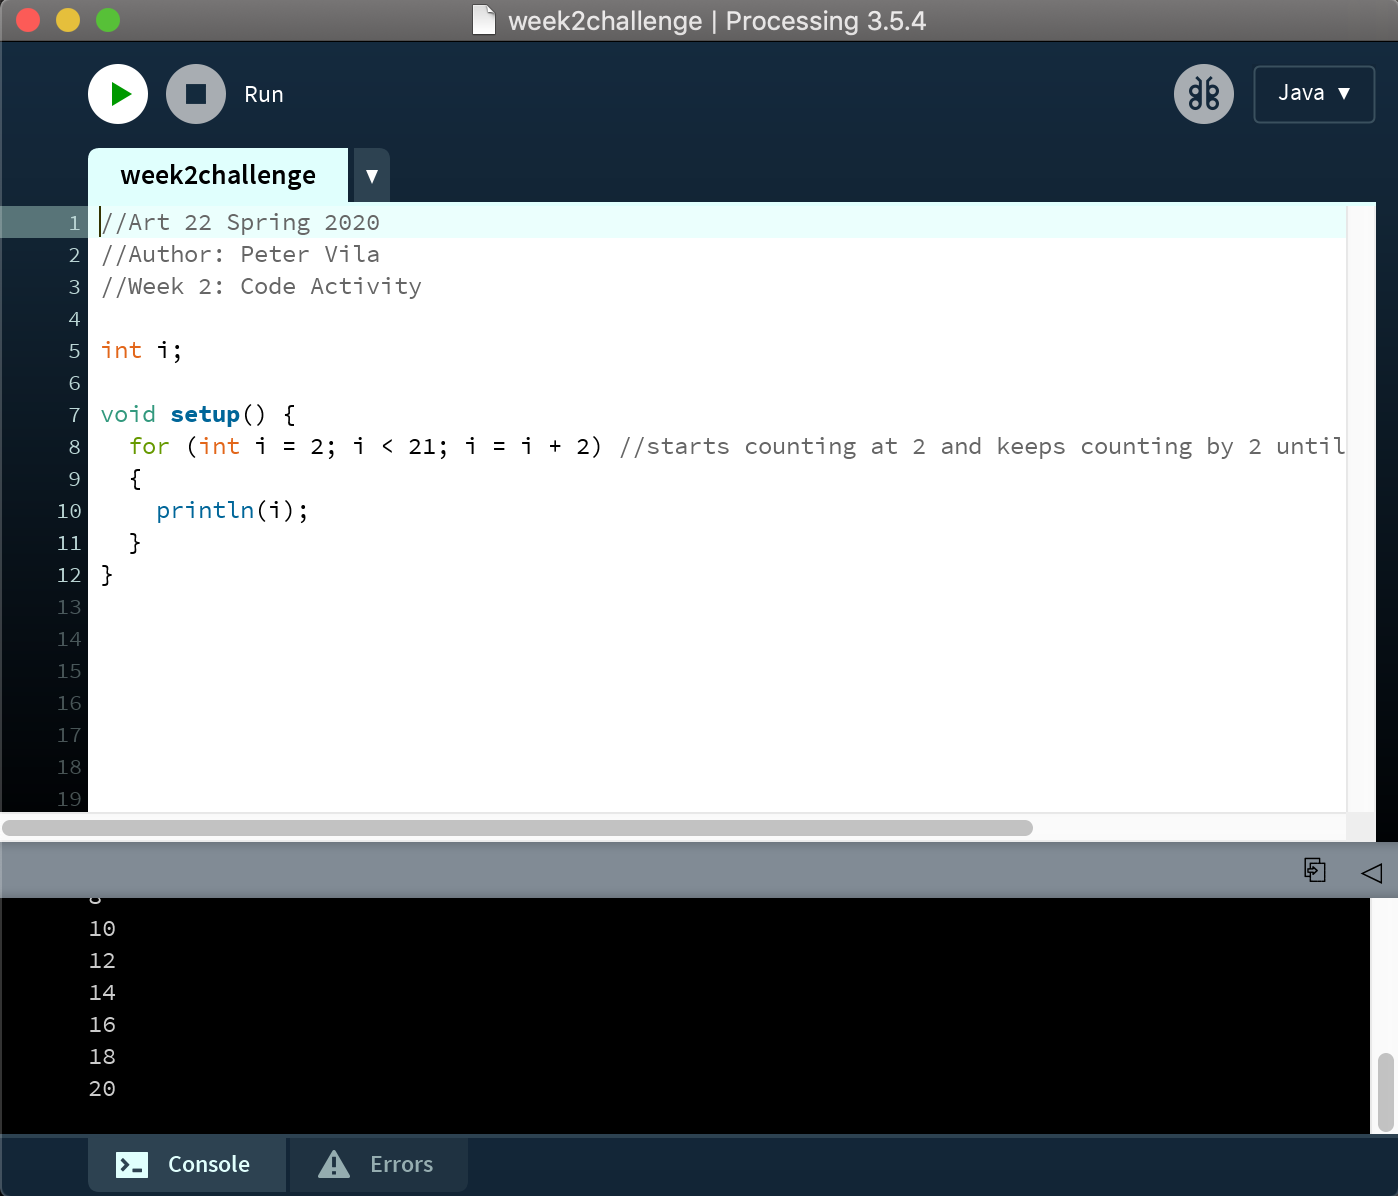 week2challenge | Processing 3.5.4
Run
Java ▼
week2challenge ▼
1 //Art 22 Spring 2020
2 //Author: Peter Vila
3 //Week 2: Code Activity
4
5 int i;
6
7 void setup() {
8   for (int i = 2; i < 21; i = i + 2) //starts counting at 2 and keeps counting by 2 until
9   {
10     println(i);
11   }
12 }
13
14
15
16
17
18
19
8
10
12
14
16
18
20
Console Errors